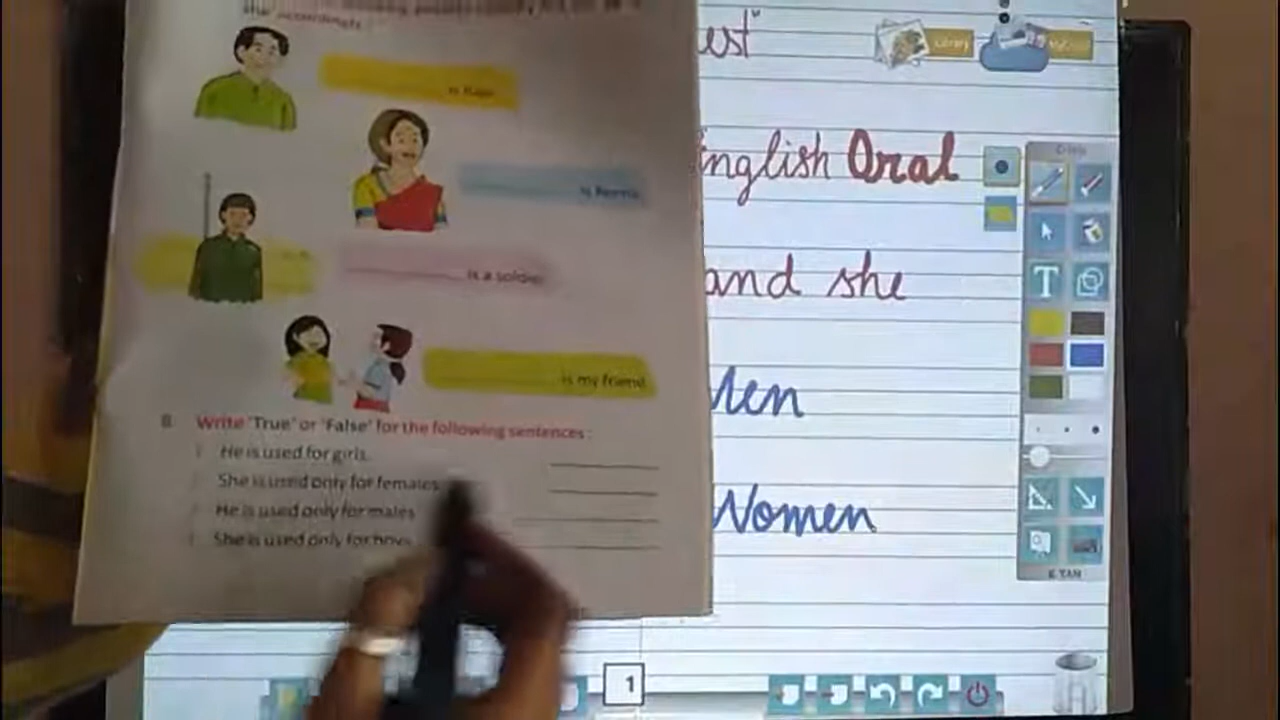 est"
Library
English Oral
is Raju
is Reema
and she
is a soldier
is my friend
Men
B. Write 'True' or 'False' for the following sentences :
He is used for girls.
She is used only for females
He is used only for males
She is used only for boys
Women
1